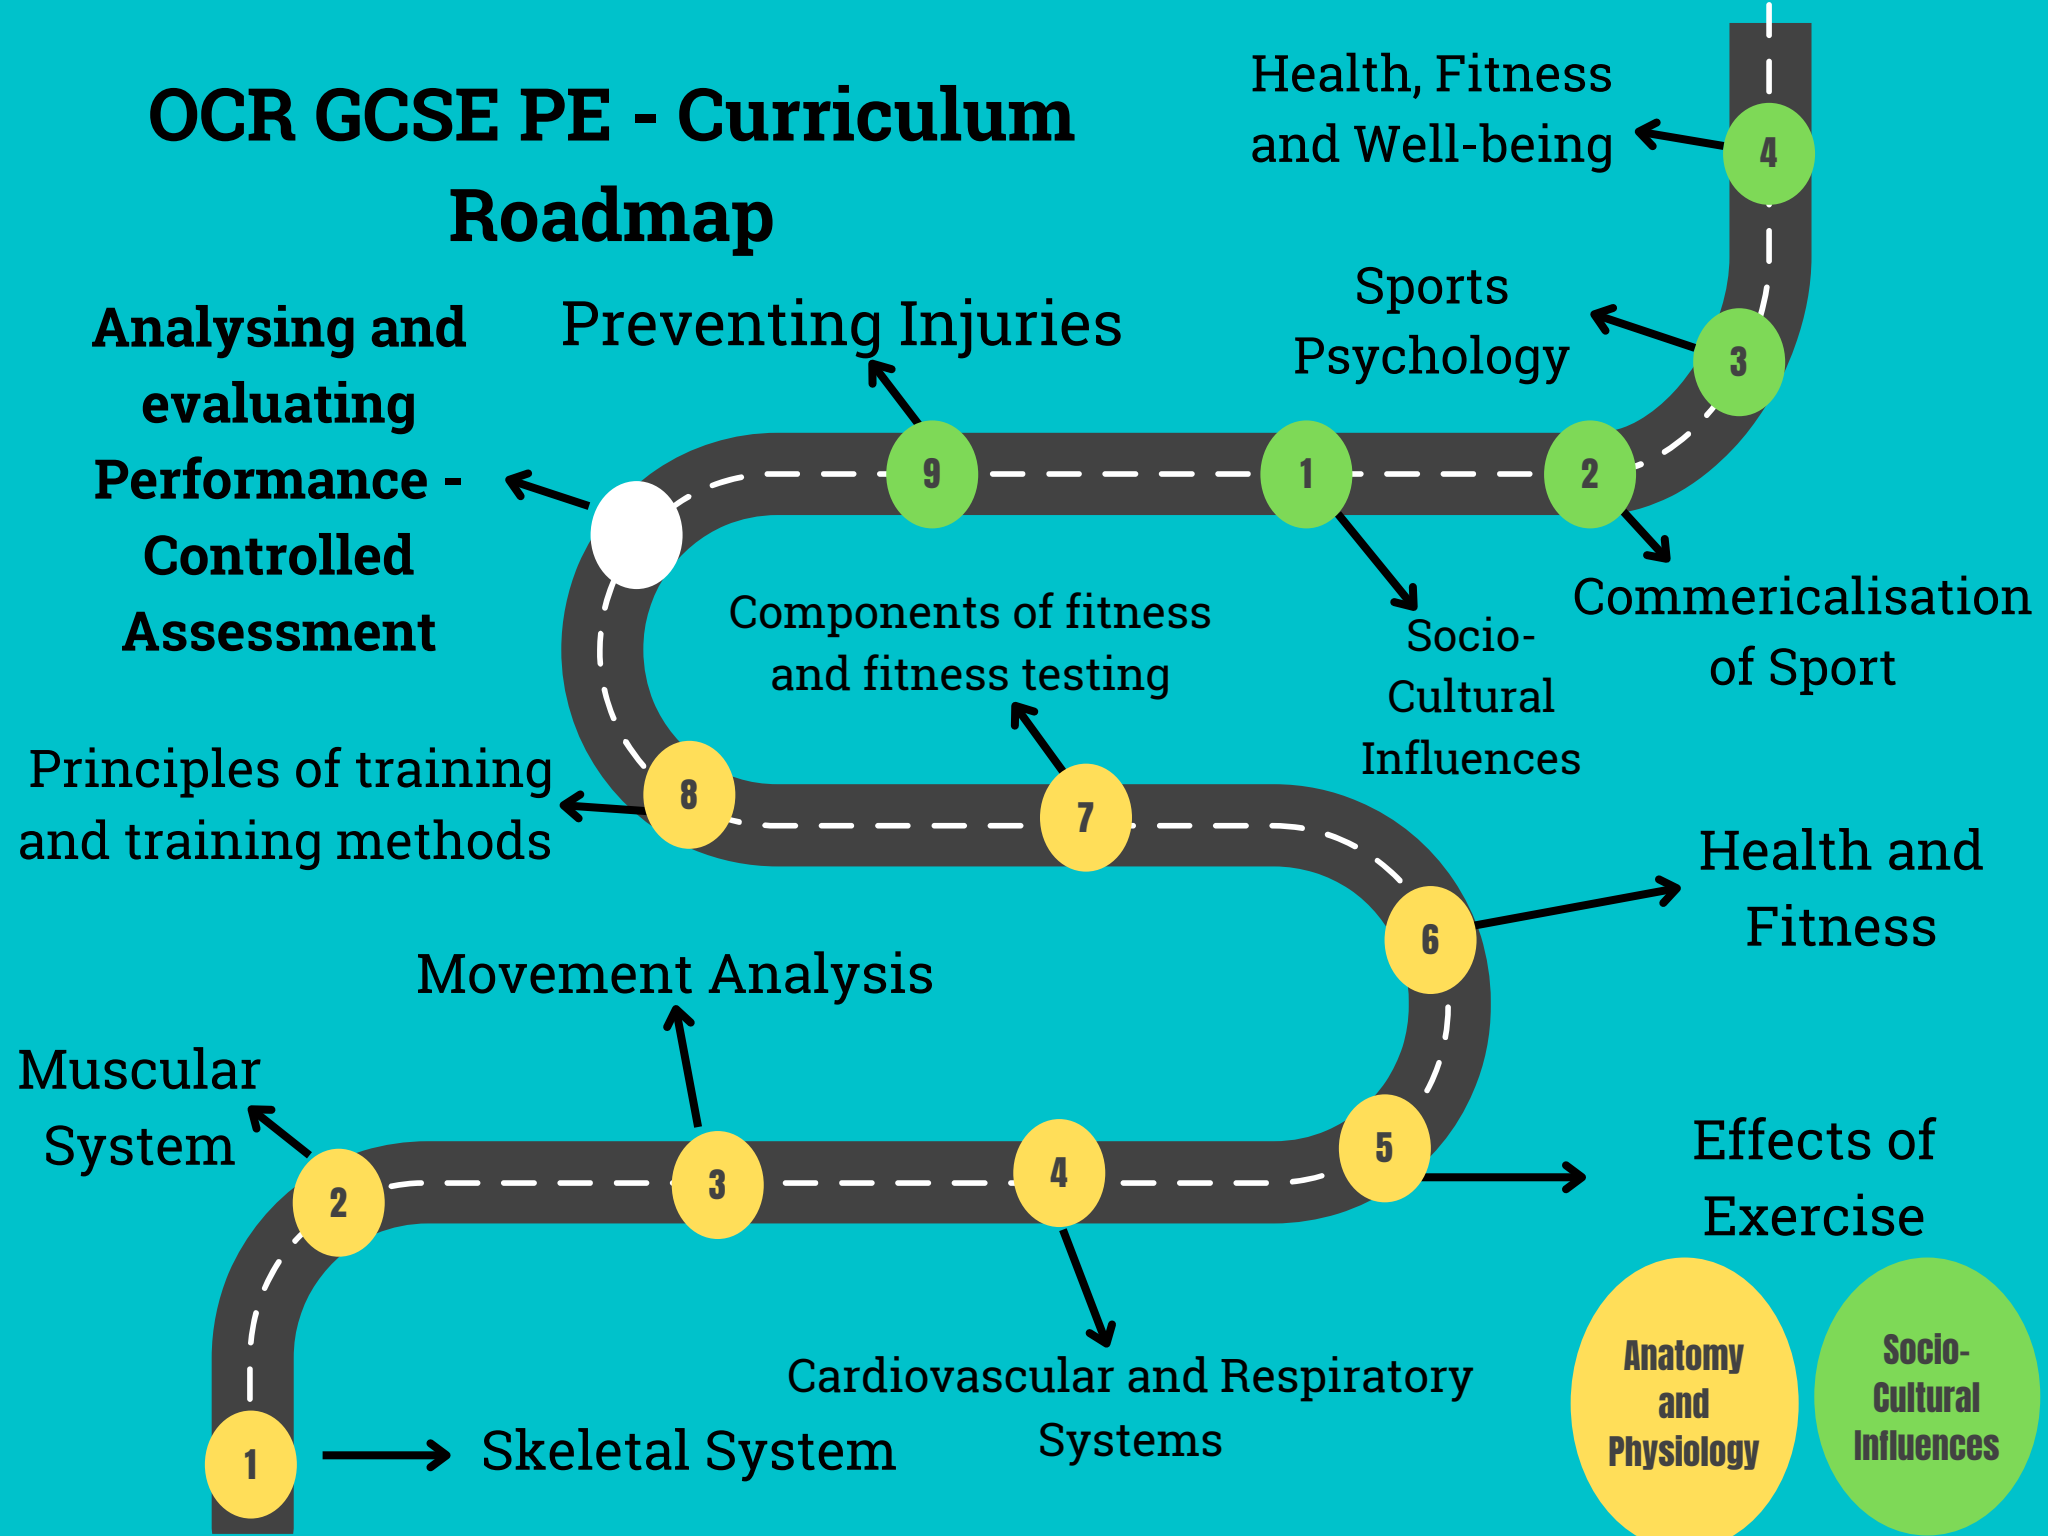 OCR GCSE PE - Curriculum
Roadmap
Health, Fitness
and Well-being
4
Sports
Psychology
3
Analysing and
evaluating
Performance -
Controlled
Assessment
Preventing Injuries
9
1
2
Commericalisation
of Sport
Socio-
Cultural
Influences
Components of fitness
and fitness testing
Principles of training
and training methods
8
7
6
Health and
Fitness
Movement Analysis
Muscular
System
2
3
4
5
Effects of
Exercise
Cardiovascular and Respiratory
Systems
1
Skeletal System
Anatomy
and
Physiology
Socio-
Cultural
Influences